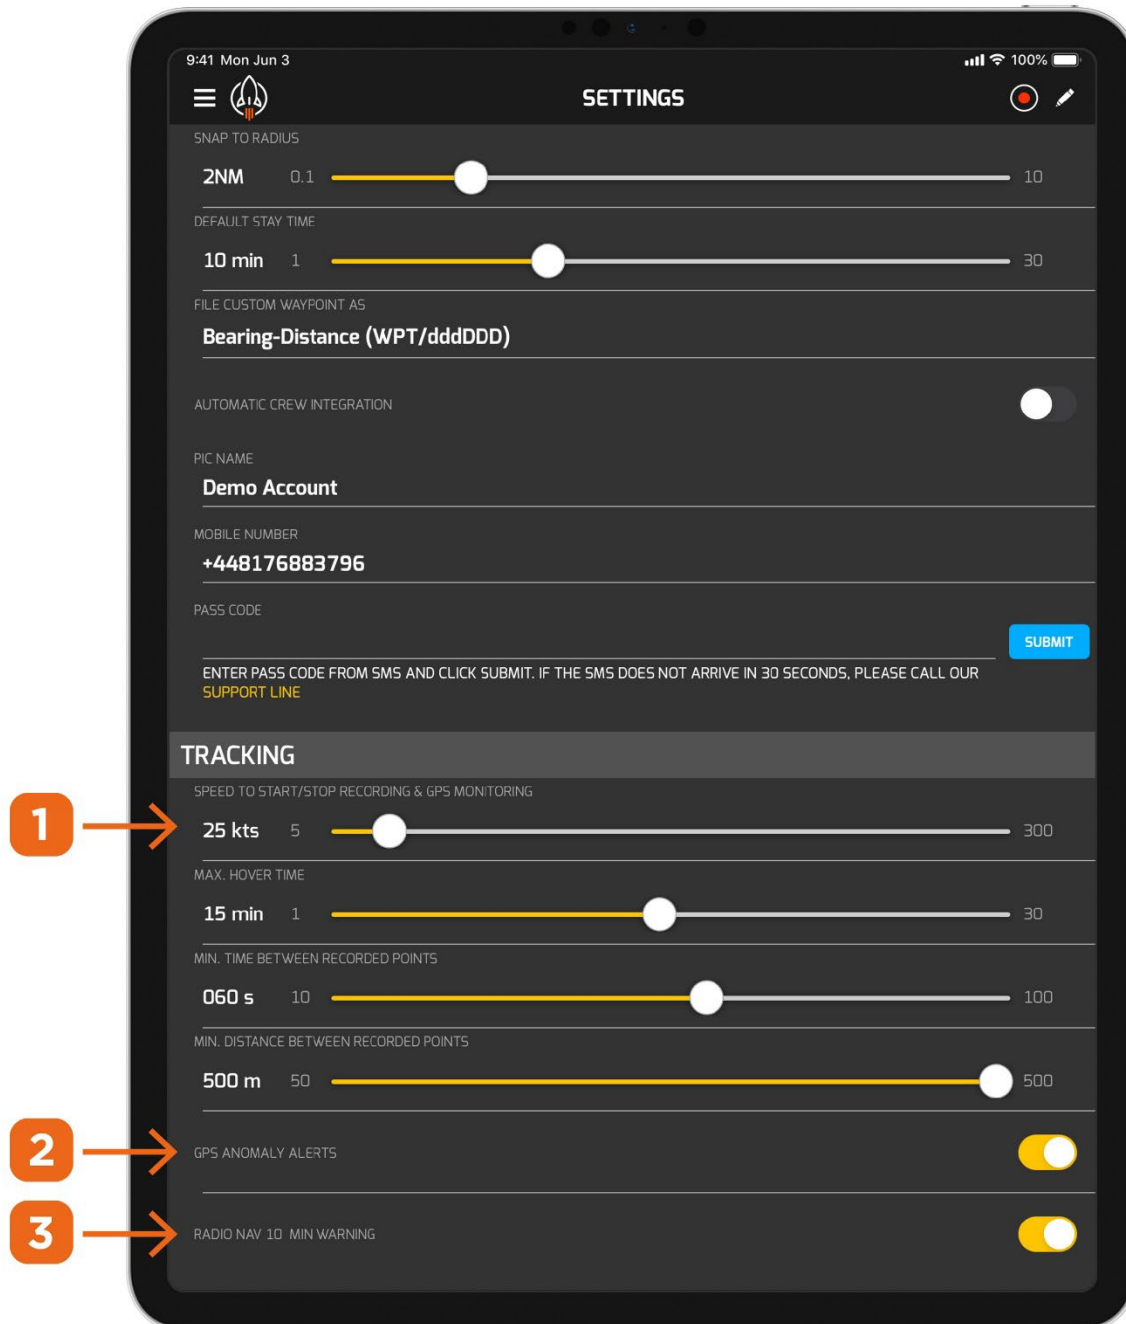 9:41 Mon Jun 3
100%
SETTINGS
SNAP TO RADIUS
2NM 0.1 10
DEFAULT STAY TIME
10 min 1 30
FILE CUSTOM WAYPOINT AS
Bearing-Distance (WPT/dddDDD)
AUTOMATIC CREW INTEGRATION
PIC NAME
Demo Account
MOBILE NUMBER
+448176883796
PASS CODE
SUBMIT
ENTER PASS CODE FROM SMS AND CLICK SUBMIT. IF THE SMS DOES NOT ARRIVE IN 30 SECONDS, PLEASE CALL OUR
SUPPORT LINE
TRACKING
SPEED TO START/STOP RECORDING & GPS MONITORING
1 25 kts 5 300
MAX. HOVER TIME
15 min 1 30
MIN. TIME BETWEEN RECORDED POINTS
060 s 10 100
MIN. DISTANCE BETWEEN RECORDED POINTS
500 m 50 500
2 GPS ANOMALY ALERTS
3 RADIO NAV 10 MIN WARNING